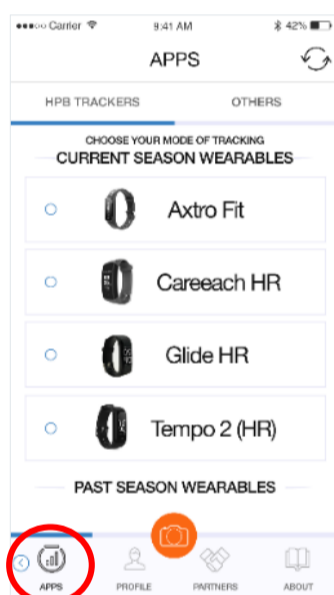 Carrier 9:41 AM 42%
APPS
HPB TRACKERS OTHERS
CHOOSE YOUR MODE OF TRACKING
CURRENT SEASON WEARABLES
Axtro Fit
Careeach HR
Glide HR
Tempo 2 (HR)
PAST SEASON WEARABLES
APPS PROFILE PARTNERS ABOUT